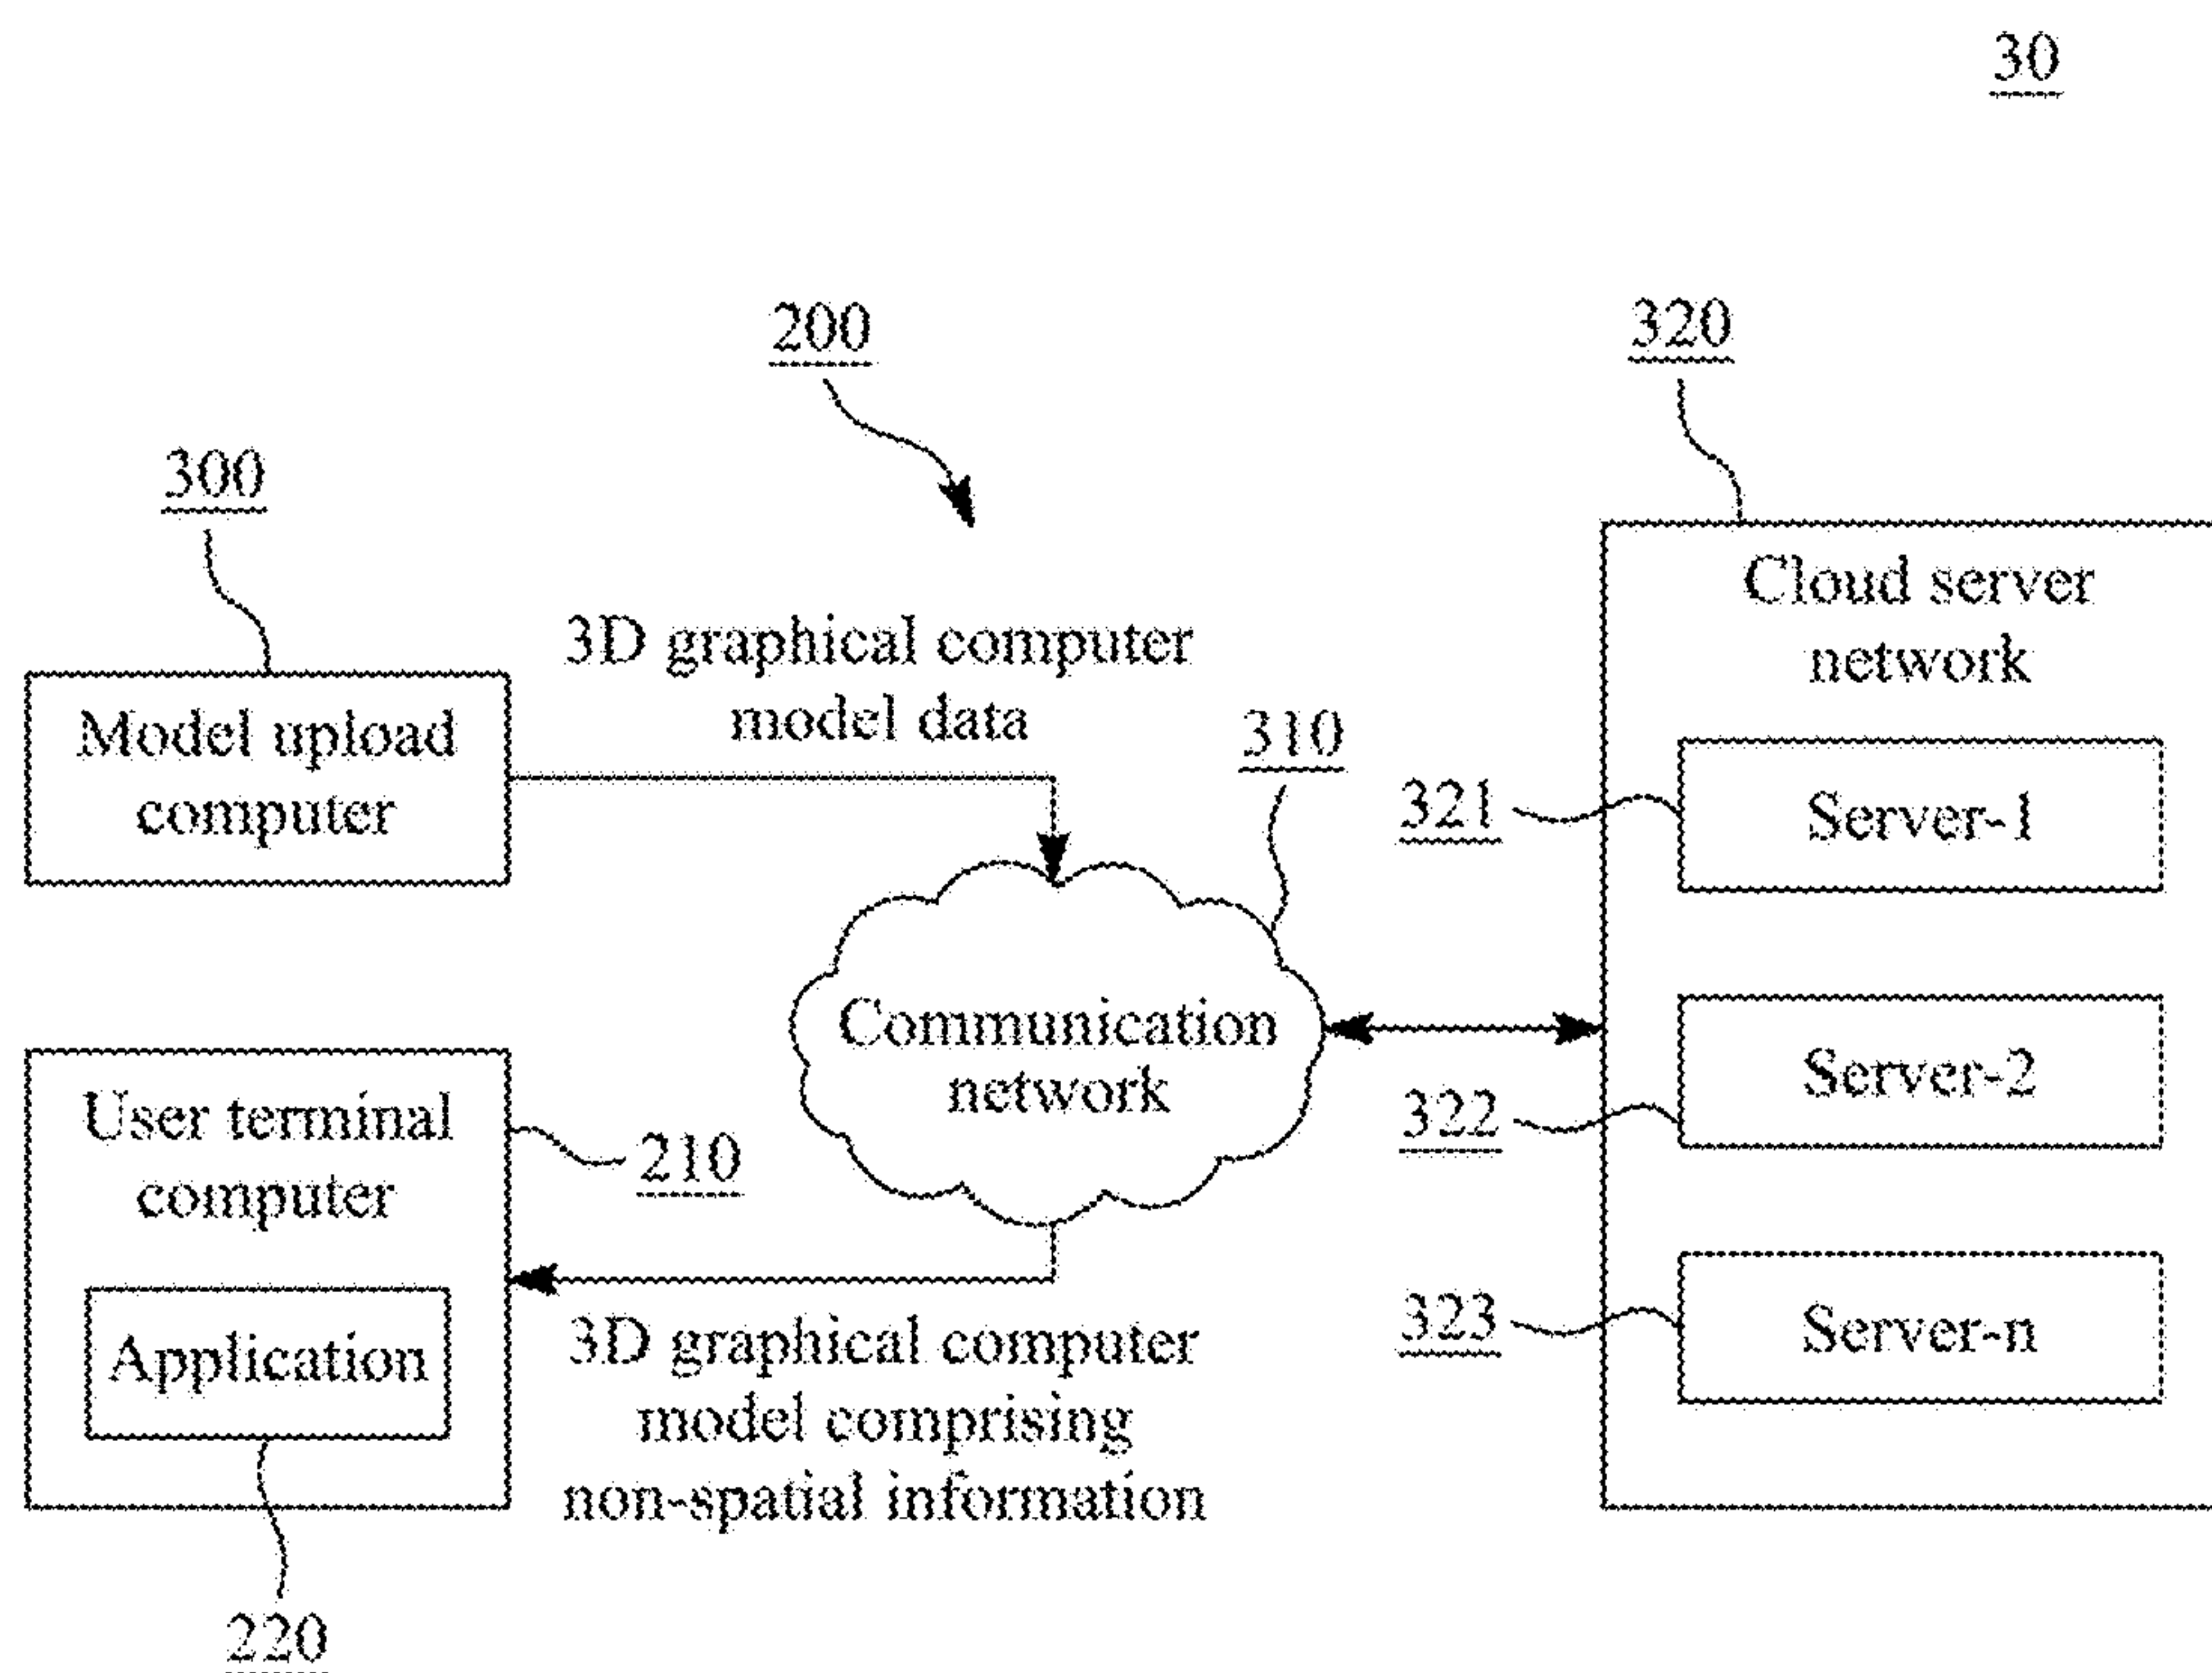 30
200
320
300
Cloud server
network
3D graphical computer
model data
Model upload
computer
310
321
Server-1
Communication
network
User terminal
computer
210
322
Server-2
323
Server-n
Application
3D graphical computer
model comprising
non-spatial information
220